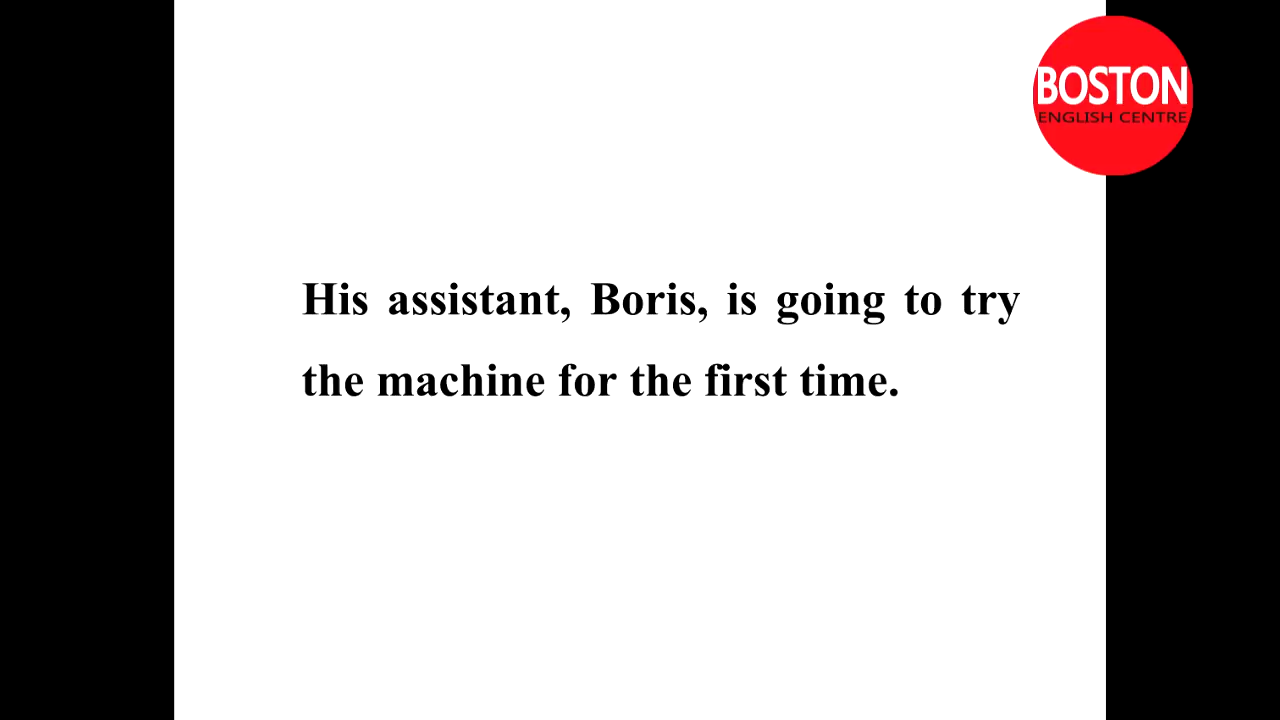 BOSTON
ENGLISH CENTRE
His assistant, Boris, is going to try
the machine for the first time.